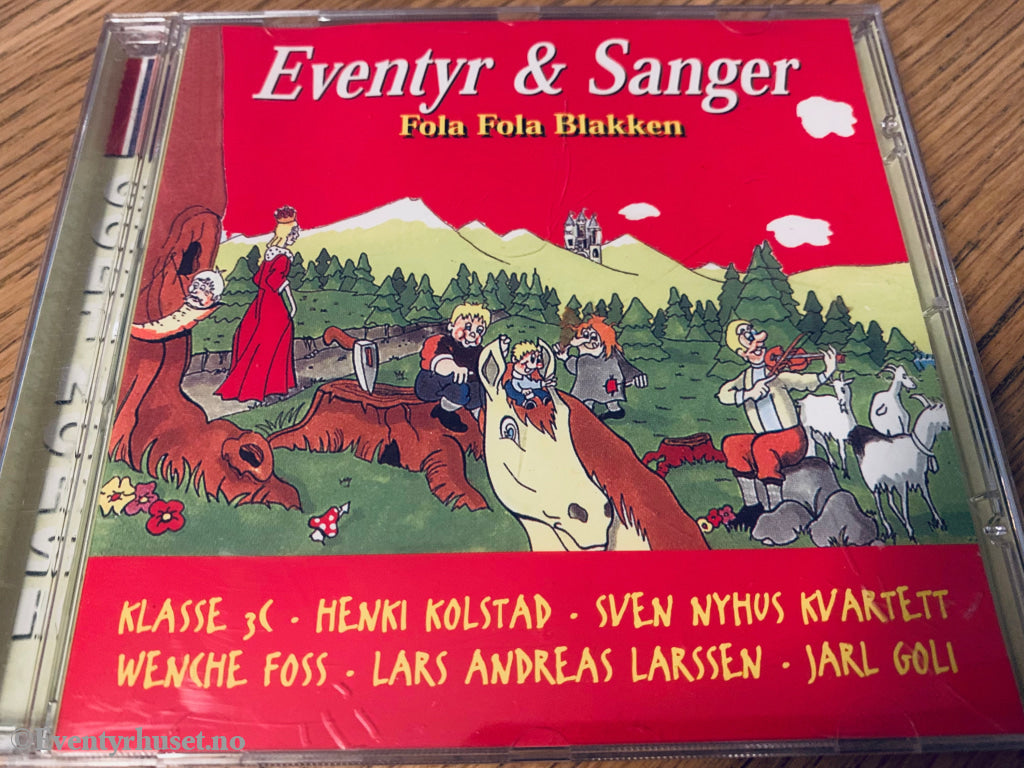 Eventyr & Sanger
Fola Fola Blakken
KLASSE 3C · HENKI KOLSTAD · SVEN NYHUS KVARTETT
WENCHE FOSS · LARS ANDREAS LARSSEN · JARL GOLI
©Eventyrhuset.no